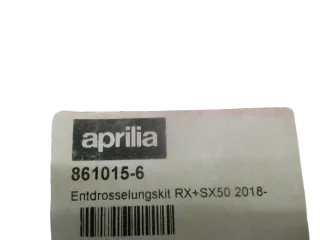 aprilia
861015-6
Entdrosselungskit RX+SX50 2018-